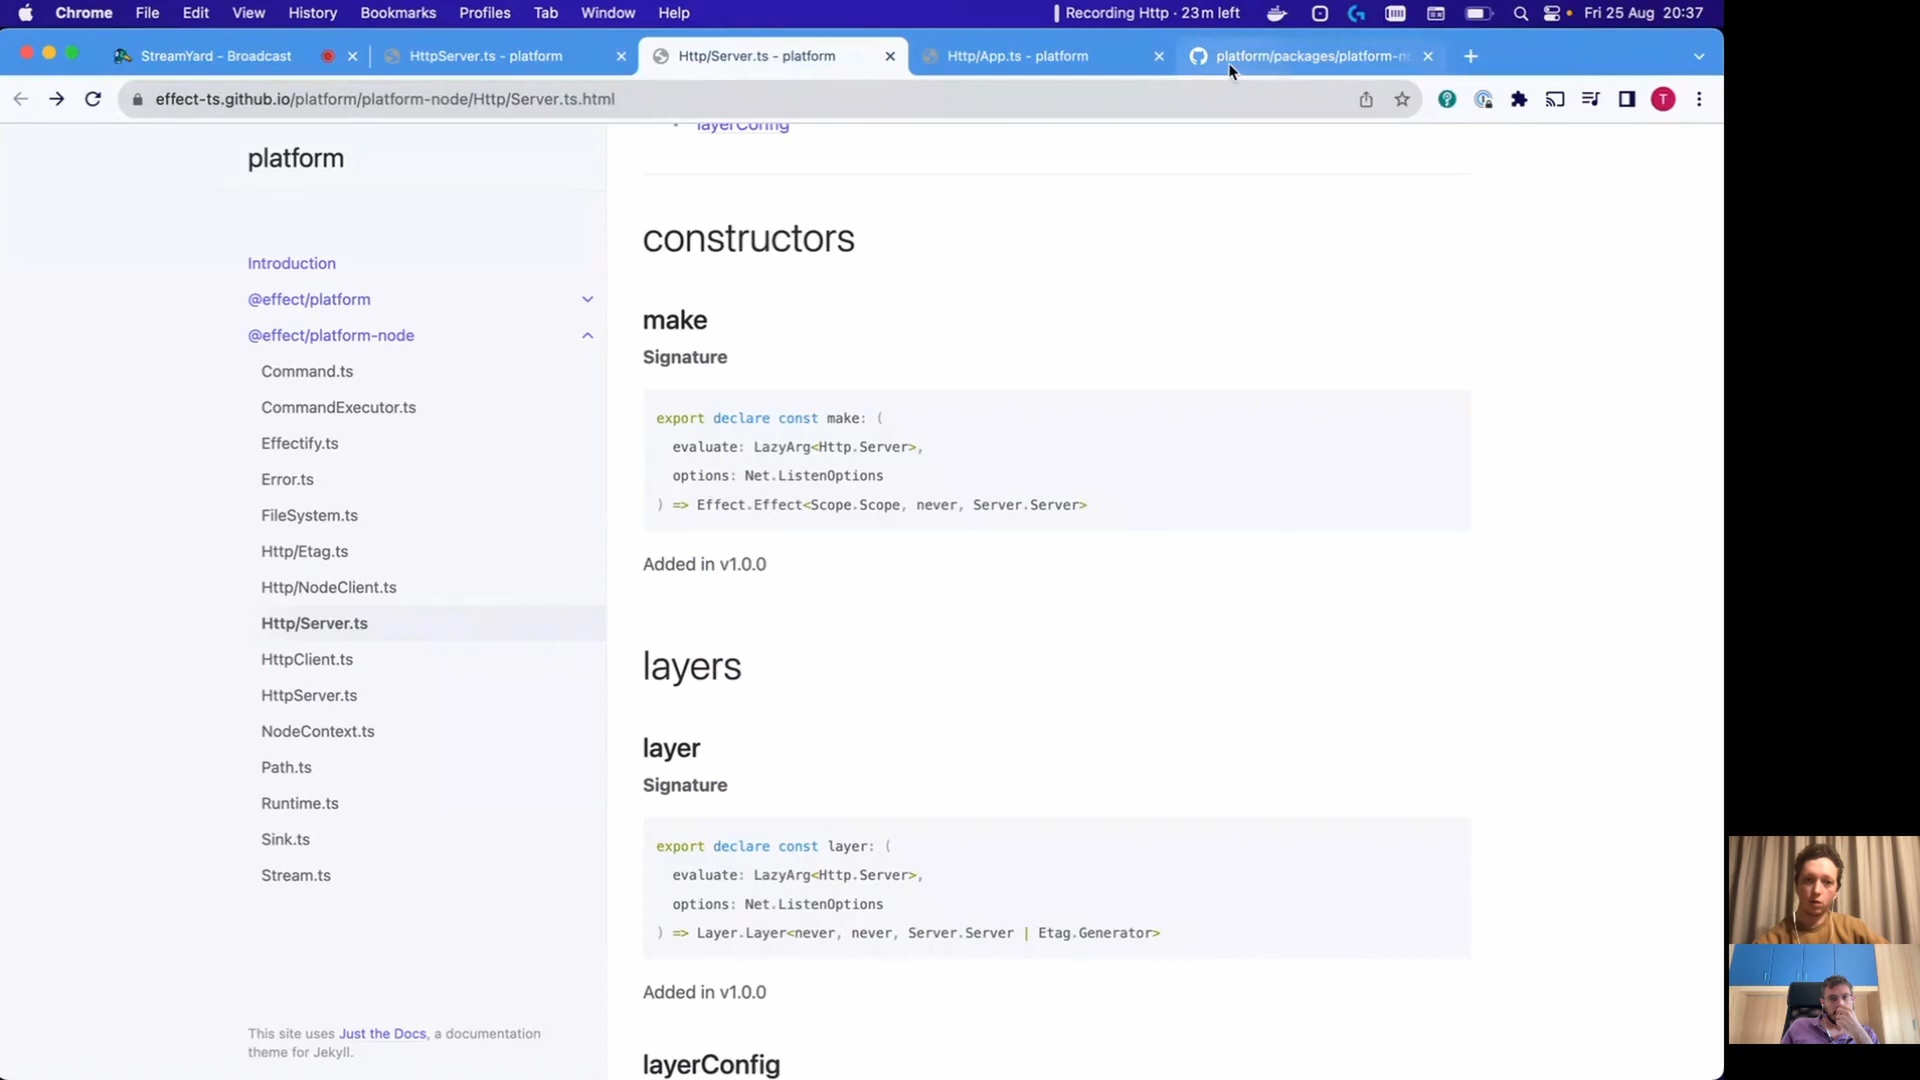 Chrome File Edit View History Bookmarks Profiles Tab Window Help Recording Http · 23m left Fri 25 Aug 20:37
StreamYard - Broadcast HttpServer.ts - platform Http/Server.ts - platform Http/App.ts - platform platform/packages/platform-n
effect-ts.github.io/platform/platform-node/Http/Server.ts.html T
platform
Introduction
@effect/platform
@effect/platform-node
Command.ts
CommandExecutor.ts
Effectify.ts
Error.ts
FileSystem.ts
Http/Etag.ts
Http/NodeClient.ts
Http/Server.ts
HttpClient.ts
HttpServer.ts
NodeContext.ts
Path.ts
Runtime.ts
Sink.ts
Stream.ts
This site uses Just the Docs, a documentation
theme for Jekyll.
layerConfig
constructors
make
Signature
export declare const make: (
evaluate: LazyArg<Http.Server>,
options: Net.ListenOptions
) => Effect.Effect<Scope.Scope, never, Server.Server>
Added in v1.0.0
layers
layer
Signature
export declare const layer: (
evaluate: LazyArg<Http.Server>,
options: Net.ListenOptions
) => Layer.Layer<never, never, Server.Server | Etag.Generator>
Added in v1.0.0
layerConfig